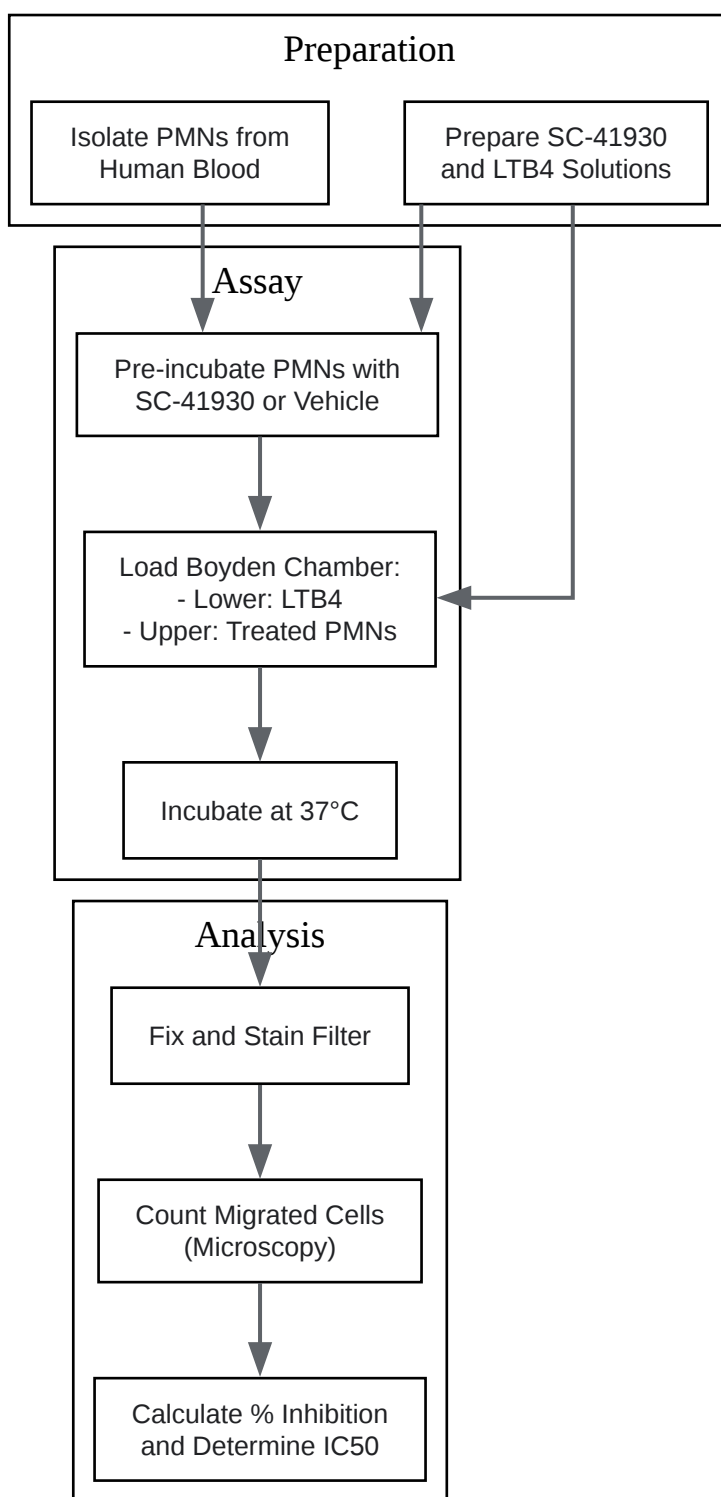 Preparation
Isolate PMNs from
Human Blood
Prepare SC-41930
and LTB4 Solutions
Assay
Pre-incubate PMNs with
SC-41930 or Vehicle
Load Boyden Chamber:
- Lower: LTB4
- Upper: Treated PMNs
Incubate at 37°C
Analysis
Fix and Stain Filter
Count Migrated Cells
(Microscopy)
Calculate % Inhibition
and Determine IC50